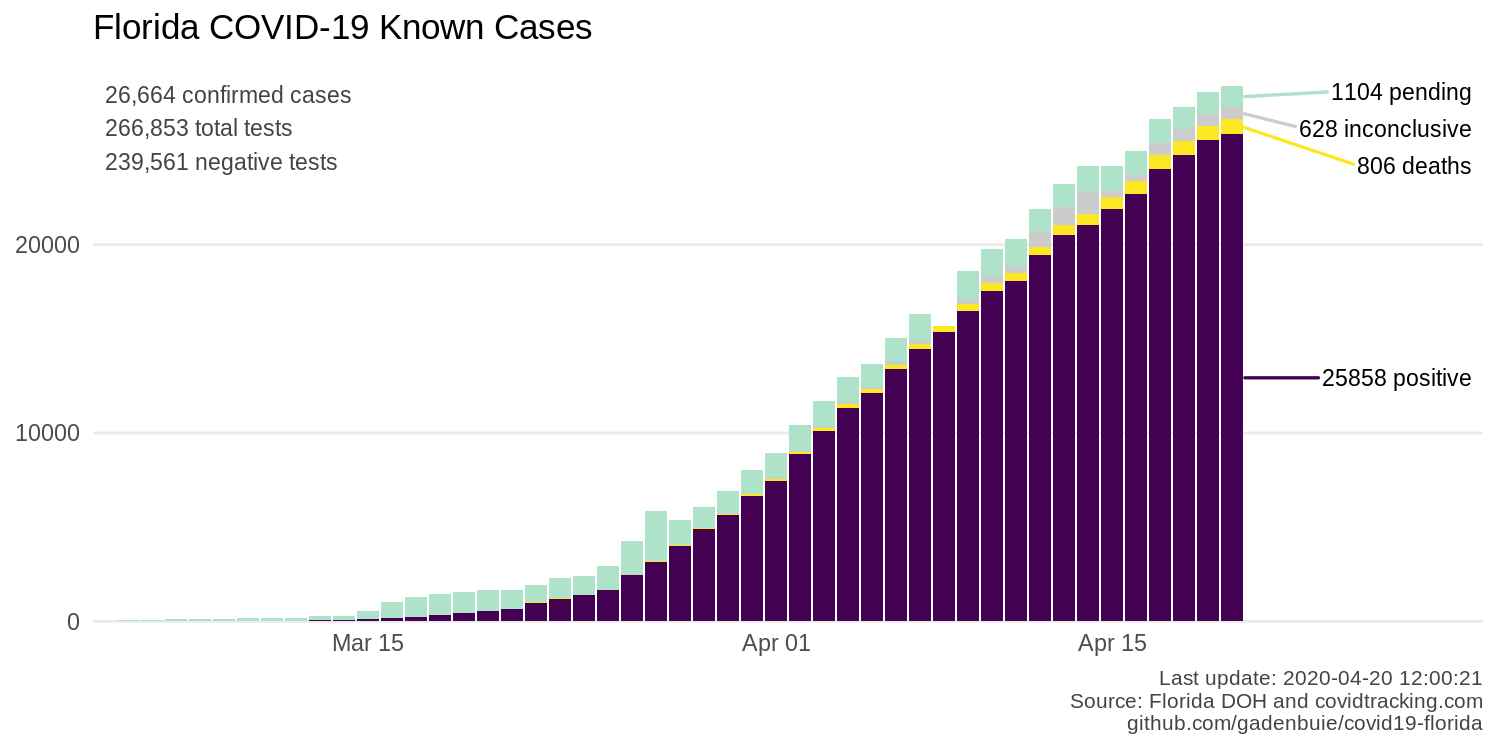 Florida COVID-19 Known Cases
26,664 confirmed cases
266,853 total tests
239,561 negative tests
1104 pending
628 inconclusive
806 deaths
25858 positive
20000
10000
0
Mar 15
Apr 01
Apr 15
Last update: 2020-04-20 12:00:21
Source: Florida DOH and covidtracking.com
github.com/gadenbuie/covid19-florida